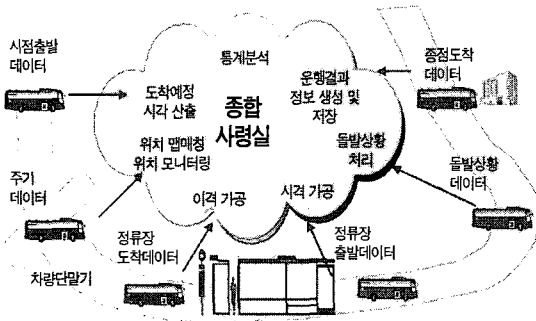 시점출발
데이터
통계분석
종점도착
데이터
도착예정
시각 산출
운행결과
정보 생성 및
저장
종합
사령실
위치 맵매칭
위치 모니터링
돌발상황
처리
돌발상황
데이터
주기
데이터
이격 가공
시격 가공
정류장
도착데이터
정류장
출발데이터
차량단말기